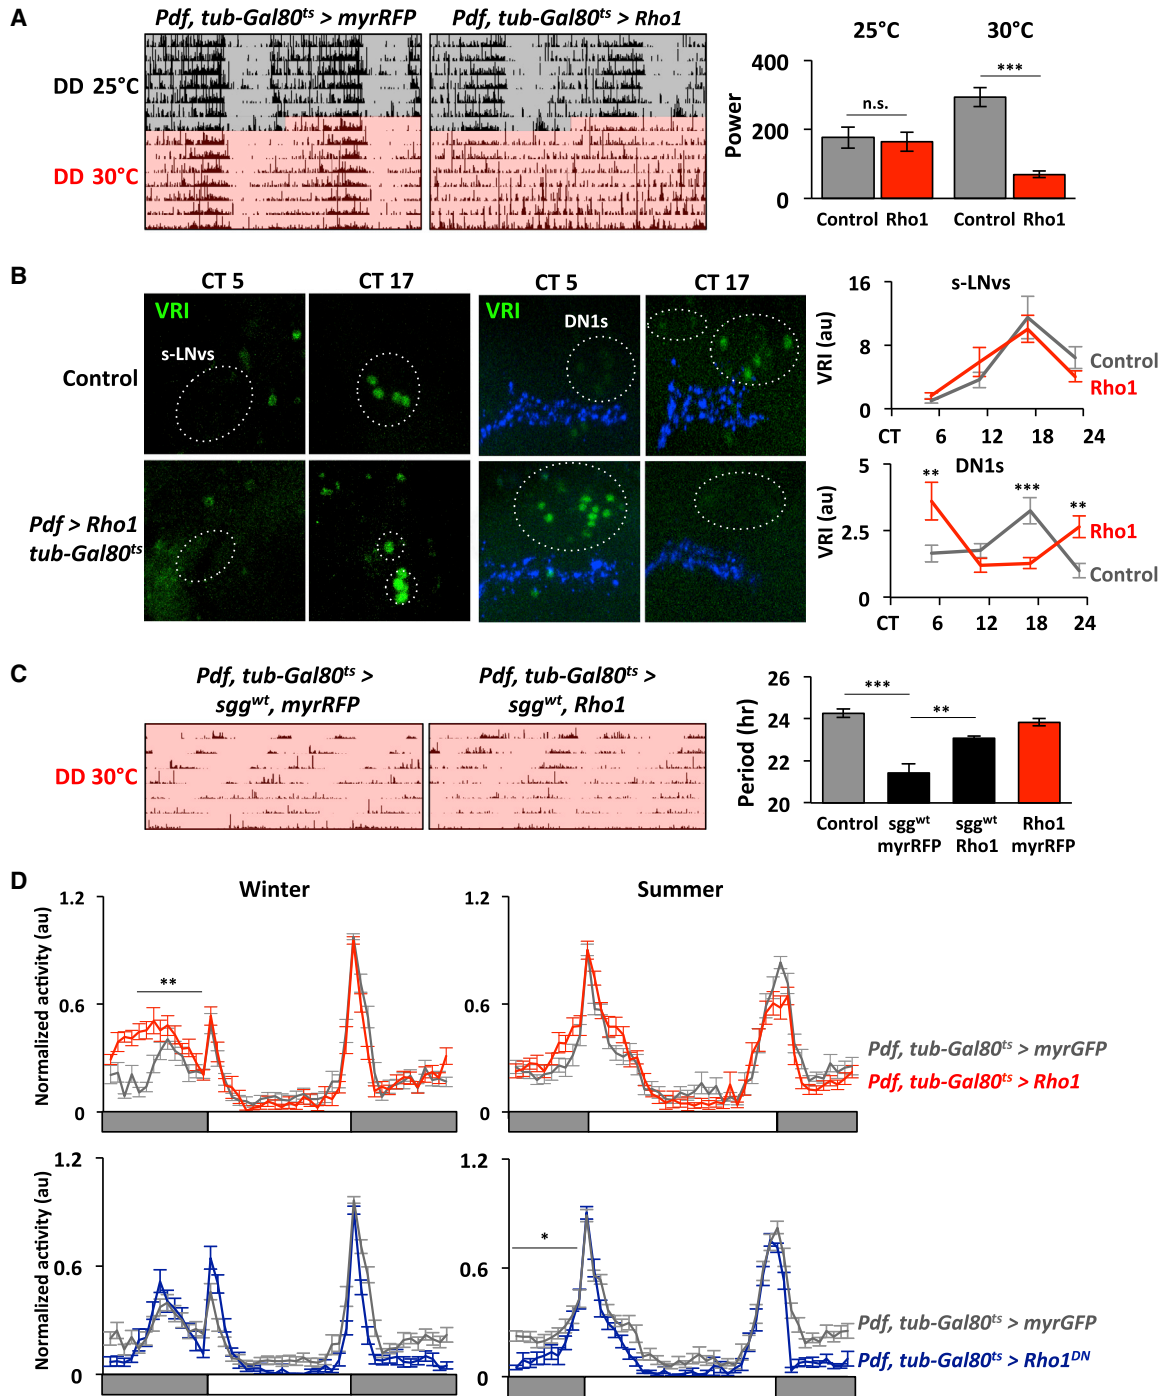 A
Pdf, tub-Gal80ts > myrRFP
Pdf, tub-Gal80ts > Rho1
DD 25°C
DD 30°C
25°C
30°C
Power
400
200
0
n.s.
***
Control
Rho1
Control
Rho1
B
CT 5
CT 17
CT 5
CT 17
VRI
s-LNvs
VRI
DN1s
Control
Pdf > Rho1
tub-Gal80ts
s-LNvs
VRI (au)
16
8
0
Control
Rho1
CT
6
12
18
24
DN1s
VRI (au)
5
2.5
0
**
***
**
Rho1
Control
CT
6
12
18
24
C
Pdf, tub-Gal80ts >
sggwt, myrRFP
Pdf, tub-Gal80ts >
sggwt, Rho1
DD 30°C
Period (hr)
26
24
22
20
***
**
Control
sggwt
myrRFP
sggwt
Rho1
Rho1
myrRFP
D
Winter
Summer
Normalized activity (au)
1.2
0.6
0
**
1.2
0.6
0
Pdf, tub-Gal80ts > myrGFP
Pdf, tub-Gal80ts > Rho1
Normalized activity (au)
1.2
0.6
0
1.2
0.6
0
*
Pdf, tub-Gal80ts > myrGFP
Pdf, tub-Gal80ts > Rho1DN